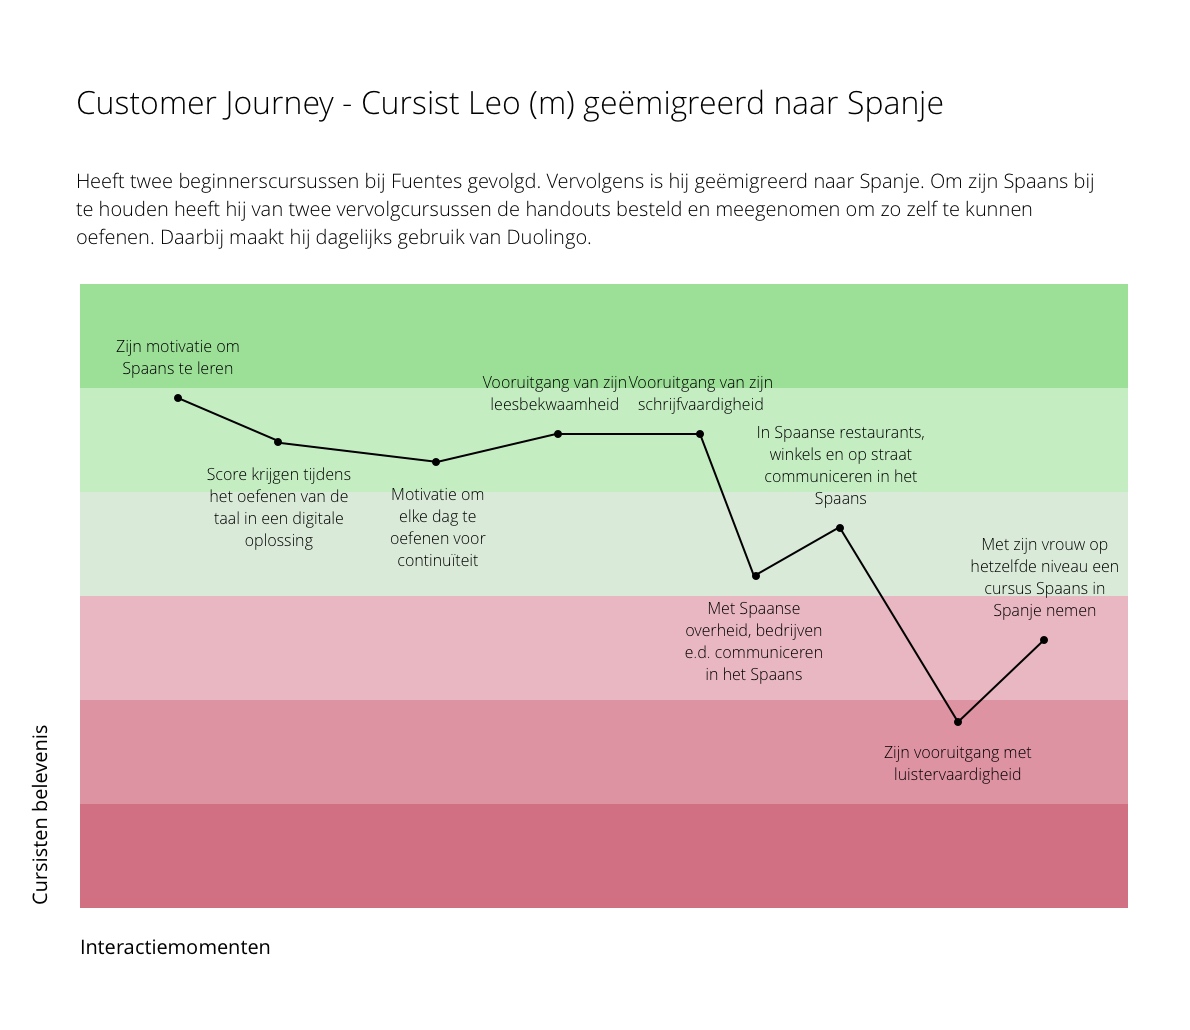 Customer Journey - Cursist Leo (m) geëmigreerd naar Spanje
Heeft twee beginnerscursussen bij Fuentes gevolgd. Vervolgens is hij geëmigreerd naar Spanje. Om zijn Spaans bij
te houden heeft hij van twee vervolgcursussen de handouts besteld en meegenomen om zo zelf te kunnen
oefenen. Daarbij maakt hij dagelijks gebruik van Duolingo.
Zijn motivatie om
Spaans te leren
Score krijgen tijdens
het oefenen van de
taal in een digitale
oplossing
Motivatie om
elke dag te
oefenen voor
continuïteit
Vooruitgang van zijn
leesbekwaamheid
Vooruitgang van zijn
schrijfvaardigheid
Met Spaanse
overheid, bedrijven
e.d. communiceren
in het Spaans
In Spaanse restaurants,
winkels en op straat
communiceren in het
Spaans
Zijn vooruitgang met
luistervaardigheid
Met zijn vrouw op
hetzelfde niveau een
cursus Spaans in
Spanje nemen
Cursisten belevenis
Interactiemomenten